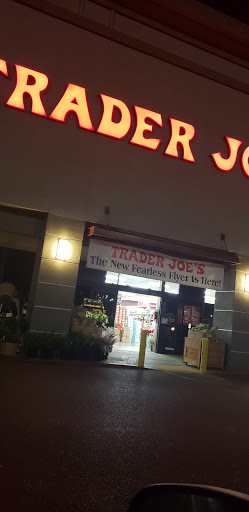 TRADER JO
TRADER JOE'S
The New Fearless Flyer Is Here!